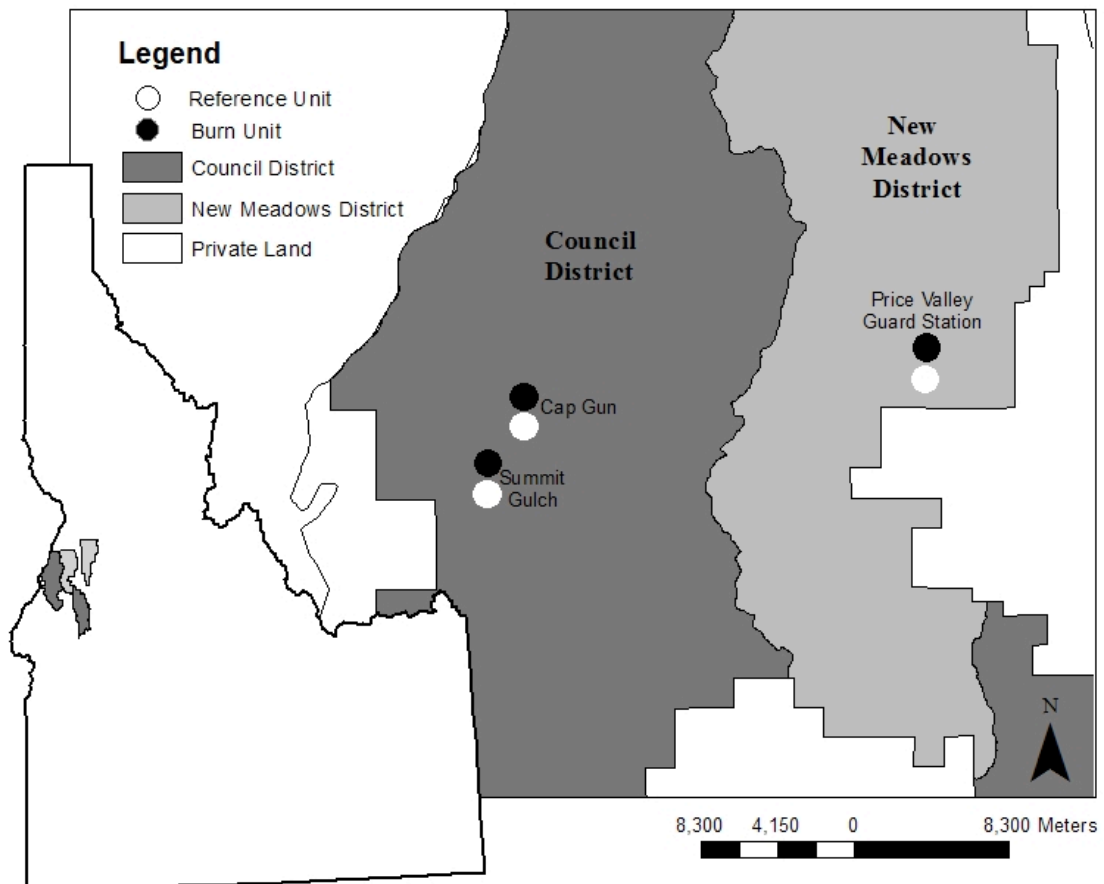 Legend
Reference Unit
Burn Unit
Council District
New Meadows District
Private Land
New
Meadows
District
Council
District
Price Valley
Guard Station
Cap Gun
Summit
Gulch
N
8,300 4,150 0 8,300 Meters